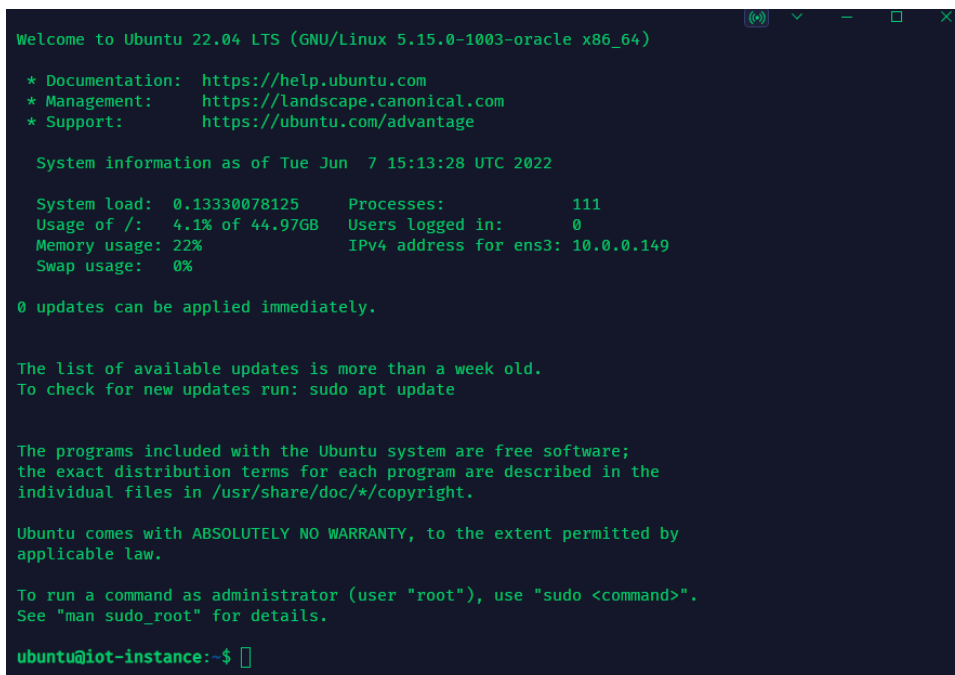 Welcome to Ubuntu 22.04 LTS (GNU/Linux 5.15.0-1003-oracle x86_64)
* Documentation:  https://help.ubuntu.com
* Management:     https://landscape.canonical.com
* Support:        https://ubuntu.com/advantage
System information as of Tue Jun  7 15:13:28 UTC 2022
System load:  0.13330078125     Processes:             111
Usage of /:   4.1% of 44.97GB   Users logged in:       0
Memory usage: 22%               IPv4 address for ens3: 10.0.0.149
Swap usage:   0%
0 updates can be applied immediately.
The list of available updates is more than a week old.
To check for new updates run: sudo apt update
The programs included with the Ubuntu system are free software;
the exact distribution terms for each program are described in the
individual files in /usr/share/doc/*/copyright.
Ubuntu comes with ABSOLUTELY NO WARRANTY, to the extent permitted by
applicable law.
To run a command as administrator (user "root"), use "sudo <command>".
See "man sudo_root" for details.
ubuntu@iot-instance:~$